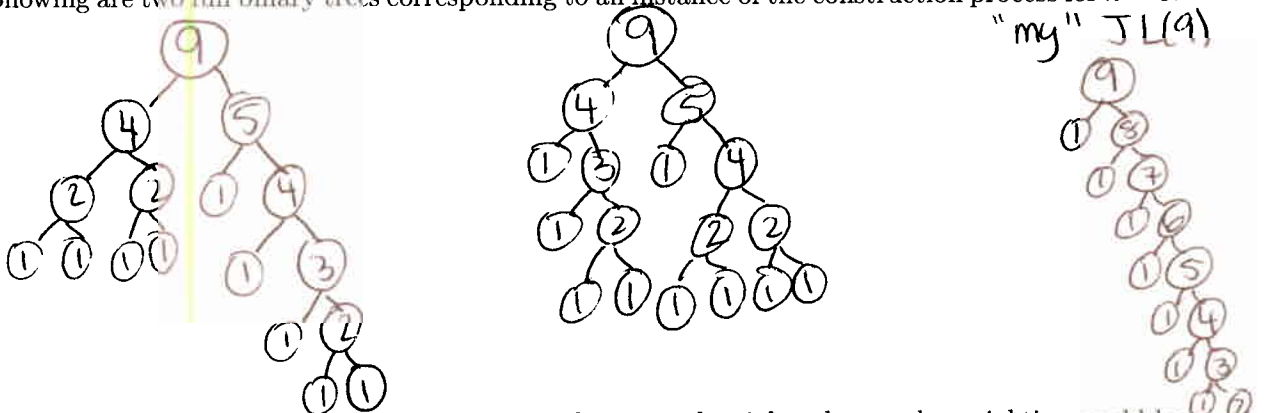 two full binary trees corresponding to an instance of the construction process for
"my" JL(9)
9
4 5
2 2 1 4
1 1 1 1 1 3
1 2
1 1
9
4 5
1 3 1 4
1 2 2 2
1 1 1 1 1 1
9
1 8
1 7
1 6
1 5
1 4
1 3
1 2